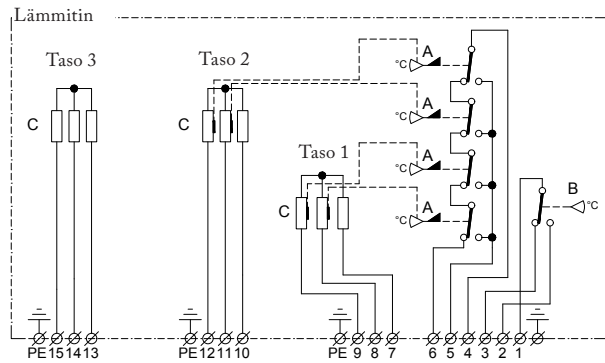 Lämmitin
Taso 3
Taso 2
A
°C
A
°C
C
C
Taso 1
A
°C
B
°C
C
A
°C
PE 15 14 13
PE 12 11 10
PE 9 8 7
6 5 4 3 2 1